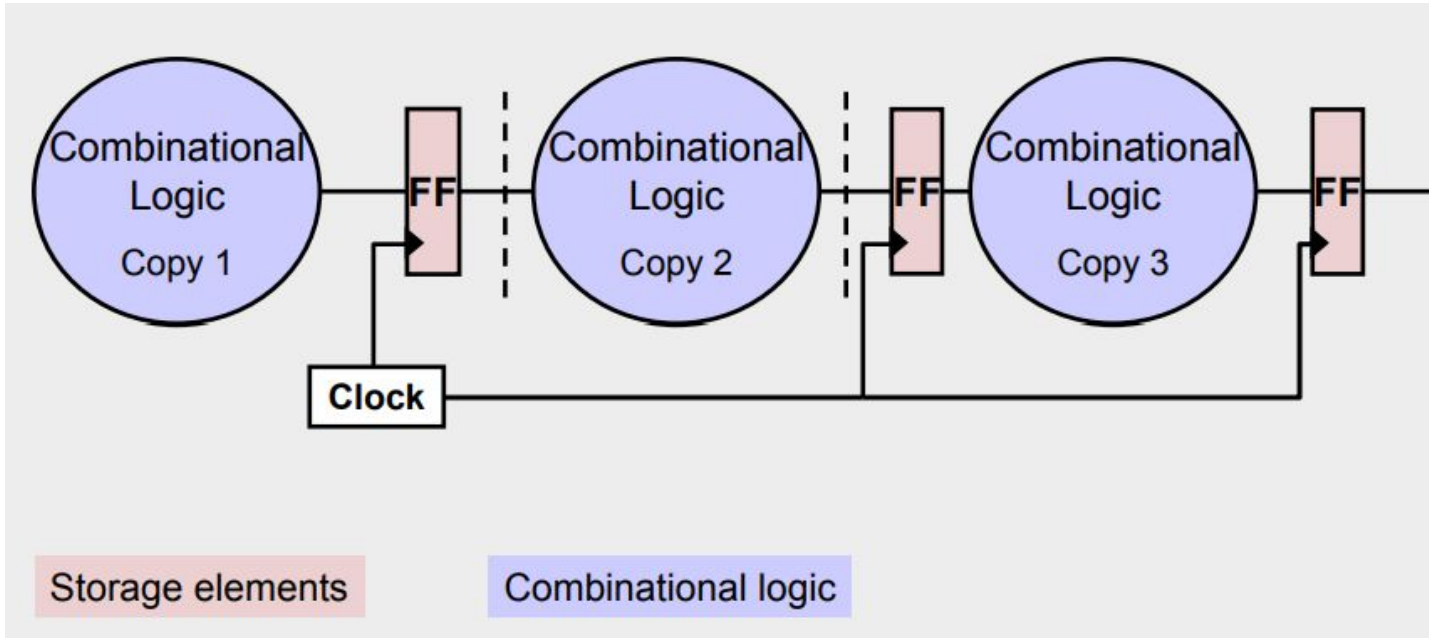 Combinational
Logic
Copy 1
FF
Combinational
Logic
Copy 2
FF
Combinational
Logic
Copy 3
FF
Clock
Storage elements
Combinational logic